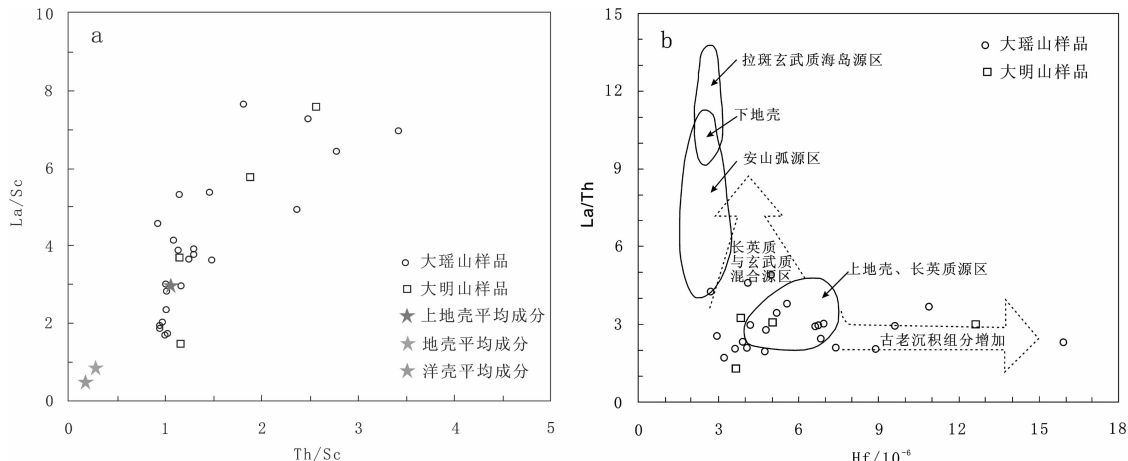 a
10
8
6
4
2
0
La/Sc
0 1 2 3 4 5
Th/Sc
大瑶山样品
大明山样品
上地壳平均成分
地壳平均成分
洋壳平均成分
b
15
12
9
6
3
0
La/Th
0 3 6 9 12 15 18
Hf/10⁻⁶
大瑶山样品
大明山样品
拉斑玄武质海岛源区
下地壳
安山弧源区
长英质
与玄武质
混合源区
上地壳、长英质源区
古老沉积组分增加